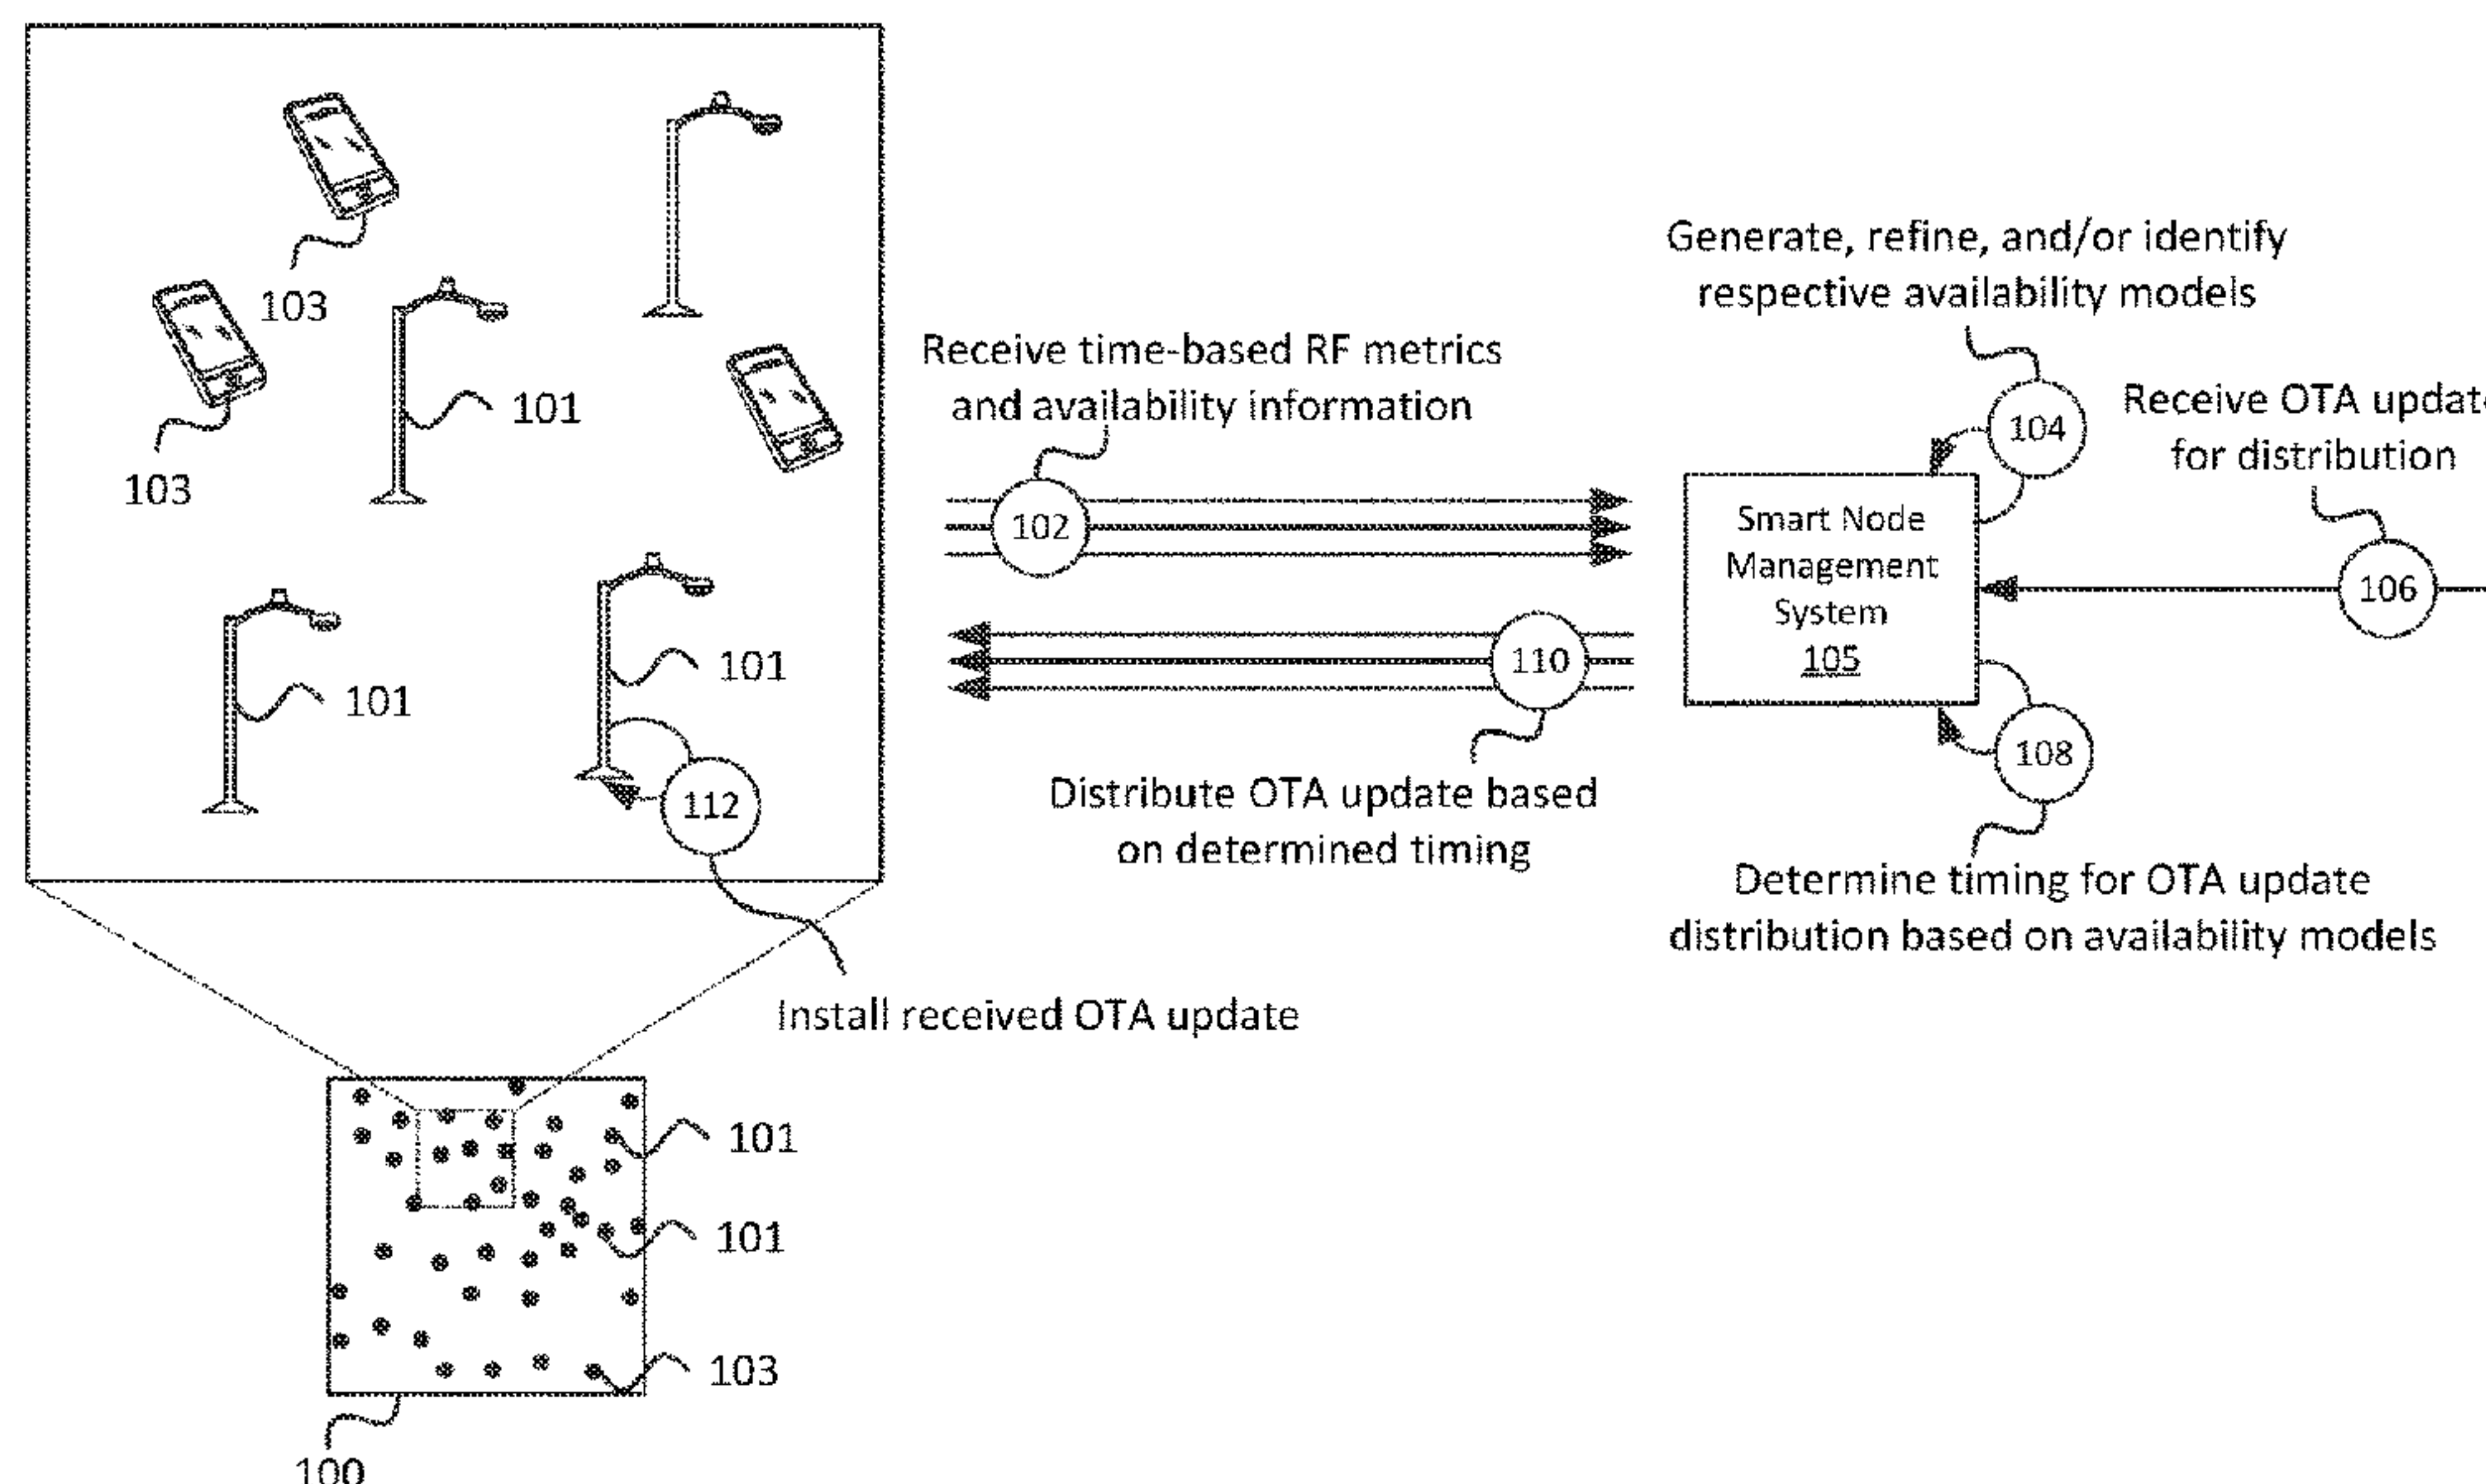 103
103
101
101
101
112
Receive time-based RF metrics
and availability information
102
110
Distribute OTA update based
on determined timing
Generate, refine, and/or identify
respective availability models
104
Receive OTA update
for distribution
106
Smart Node
Management
System
105
108
Determine timing for OTA update
distribution based on availability models
Install received OTA update
101
101
103
100